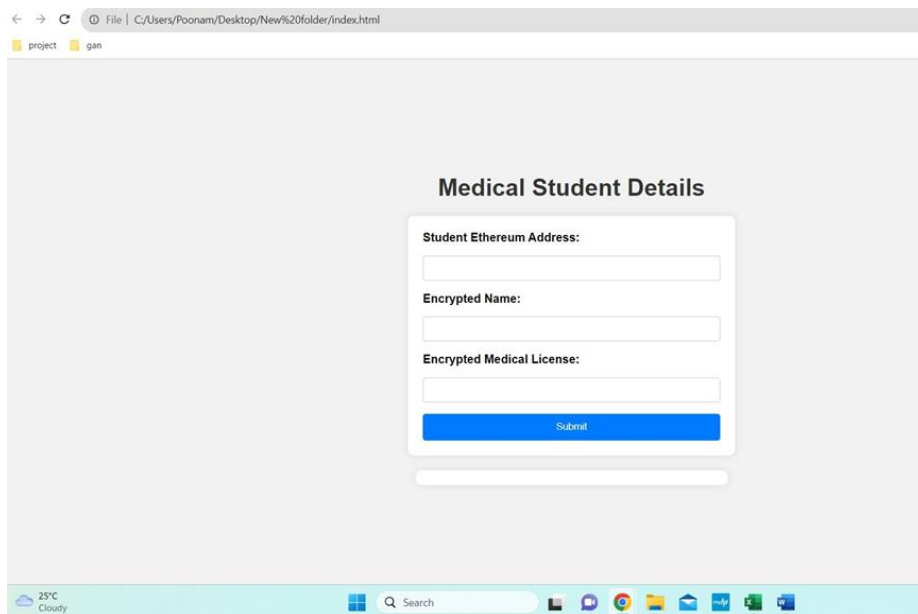 File | C:/Users/Poonam/Desktop/New%20folder/index.html
project gan
Medical Student Details
Student Ethereum Address:
Encrypted Name:
Encrypted Medical License:
Submit
25°C
Cloudy
Search